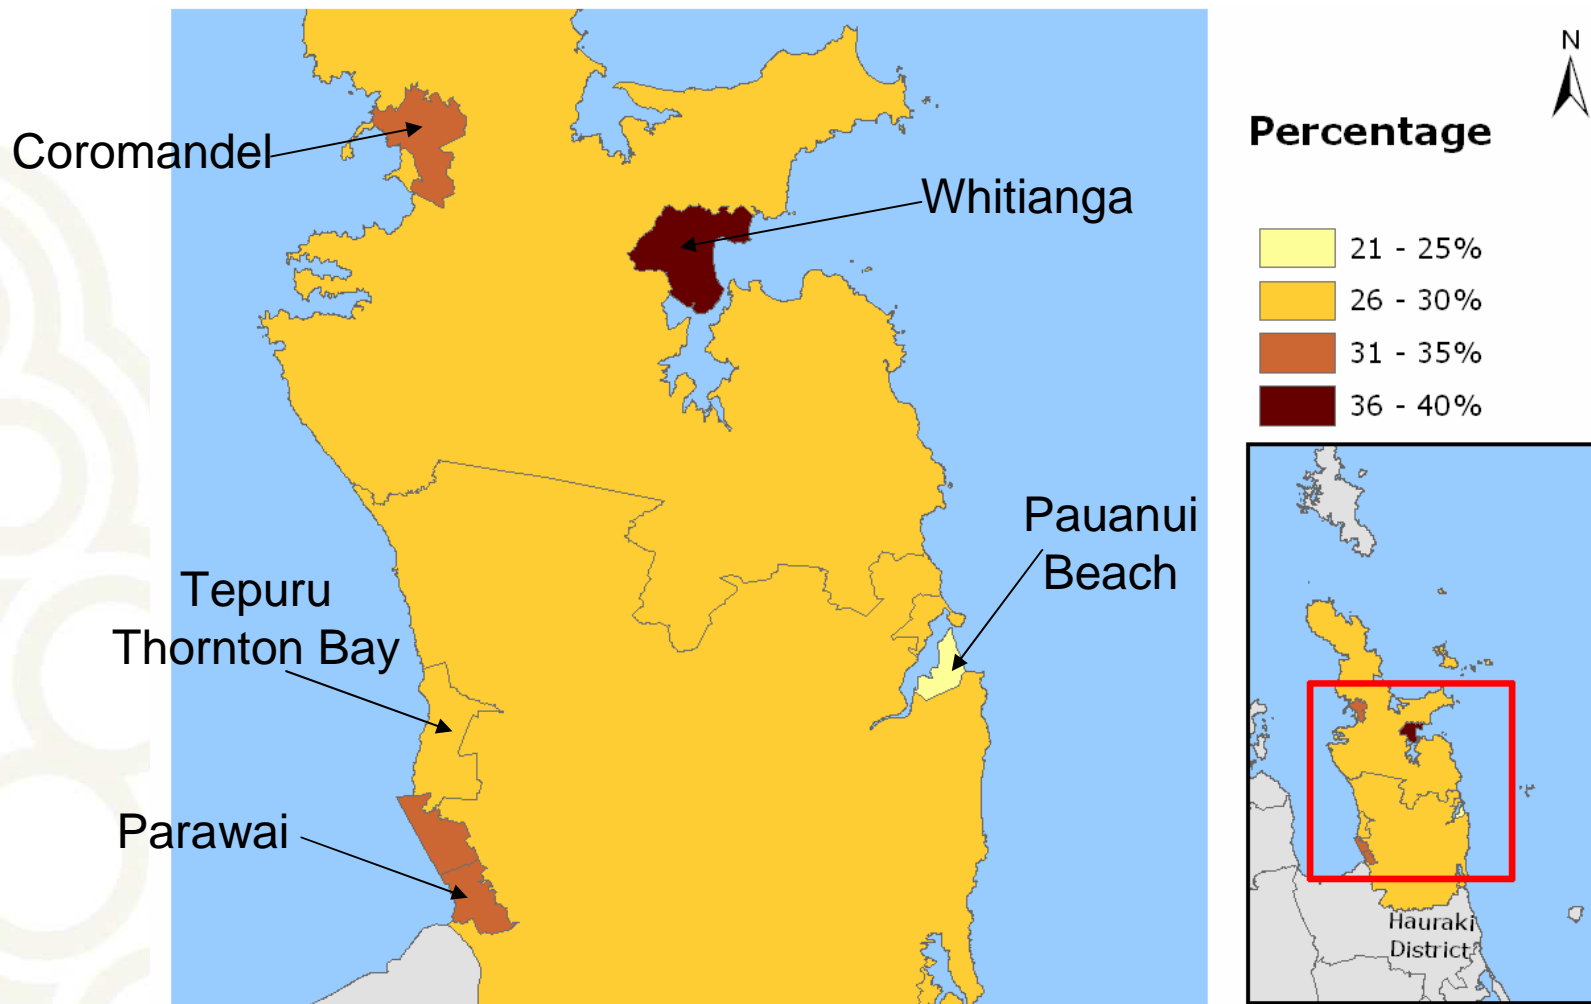 N
Percentage
21 - 25%
26 - 30%
31 - 35%
36 - 40%
Coromandel
Whitianga
Pauanui
Beach
Tepuru
Thornton Bay
Parawai
Hauraki
District